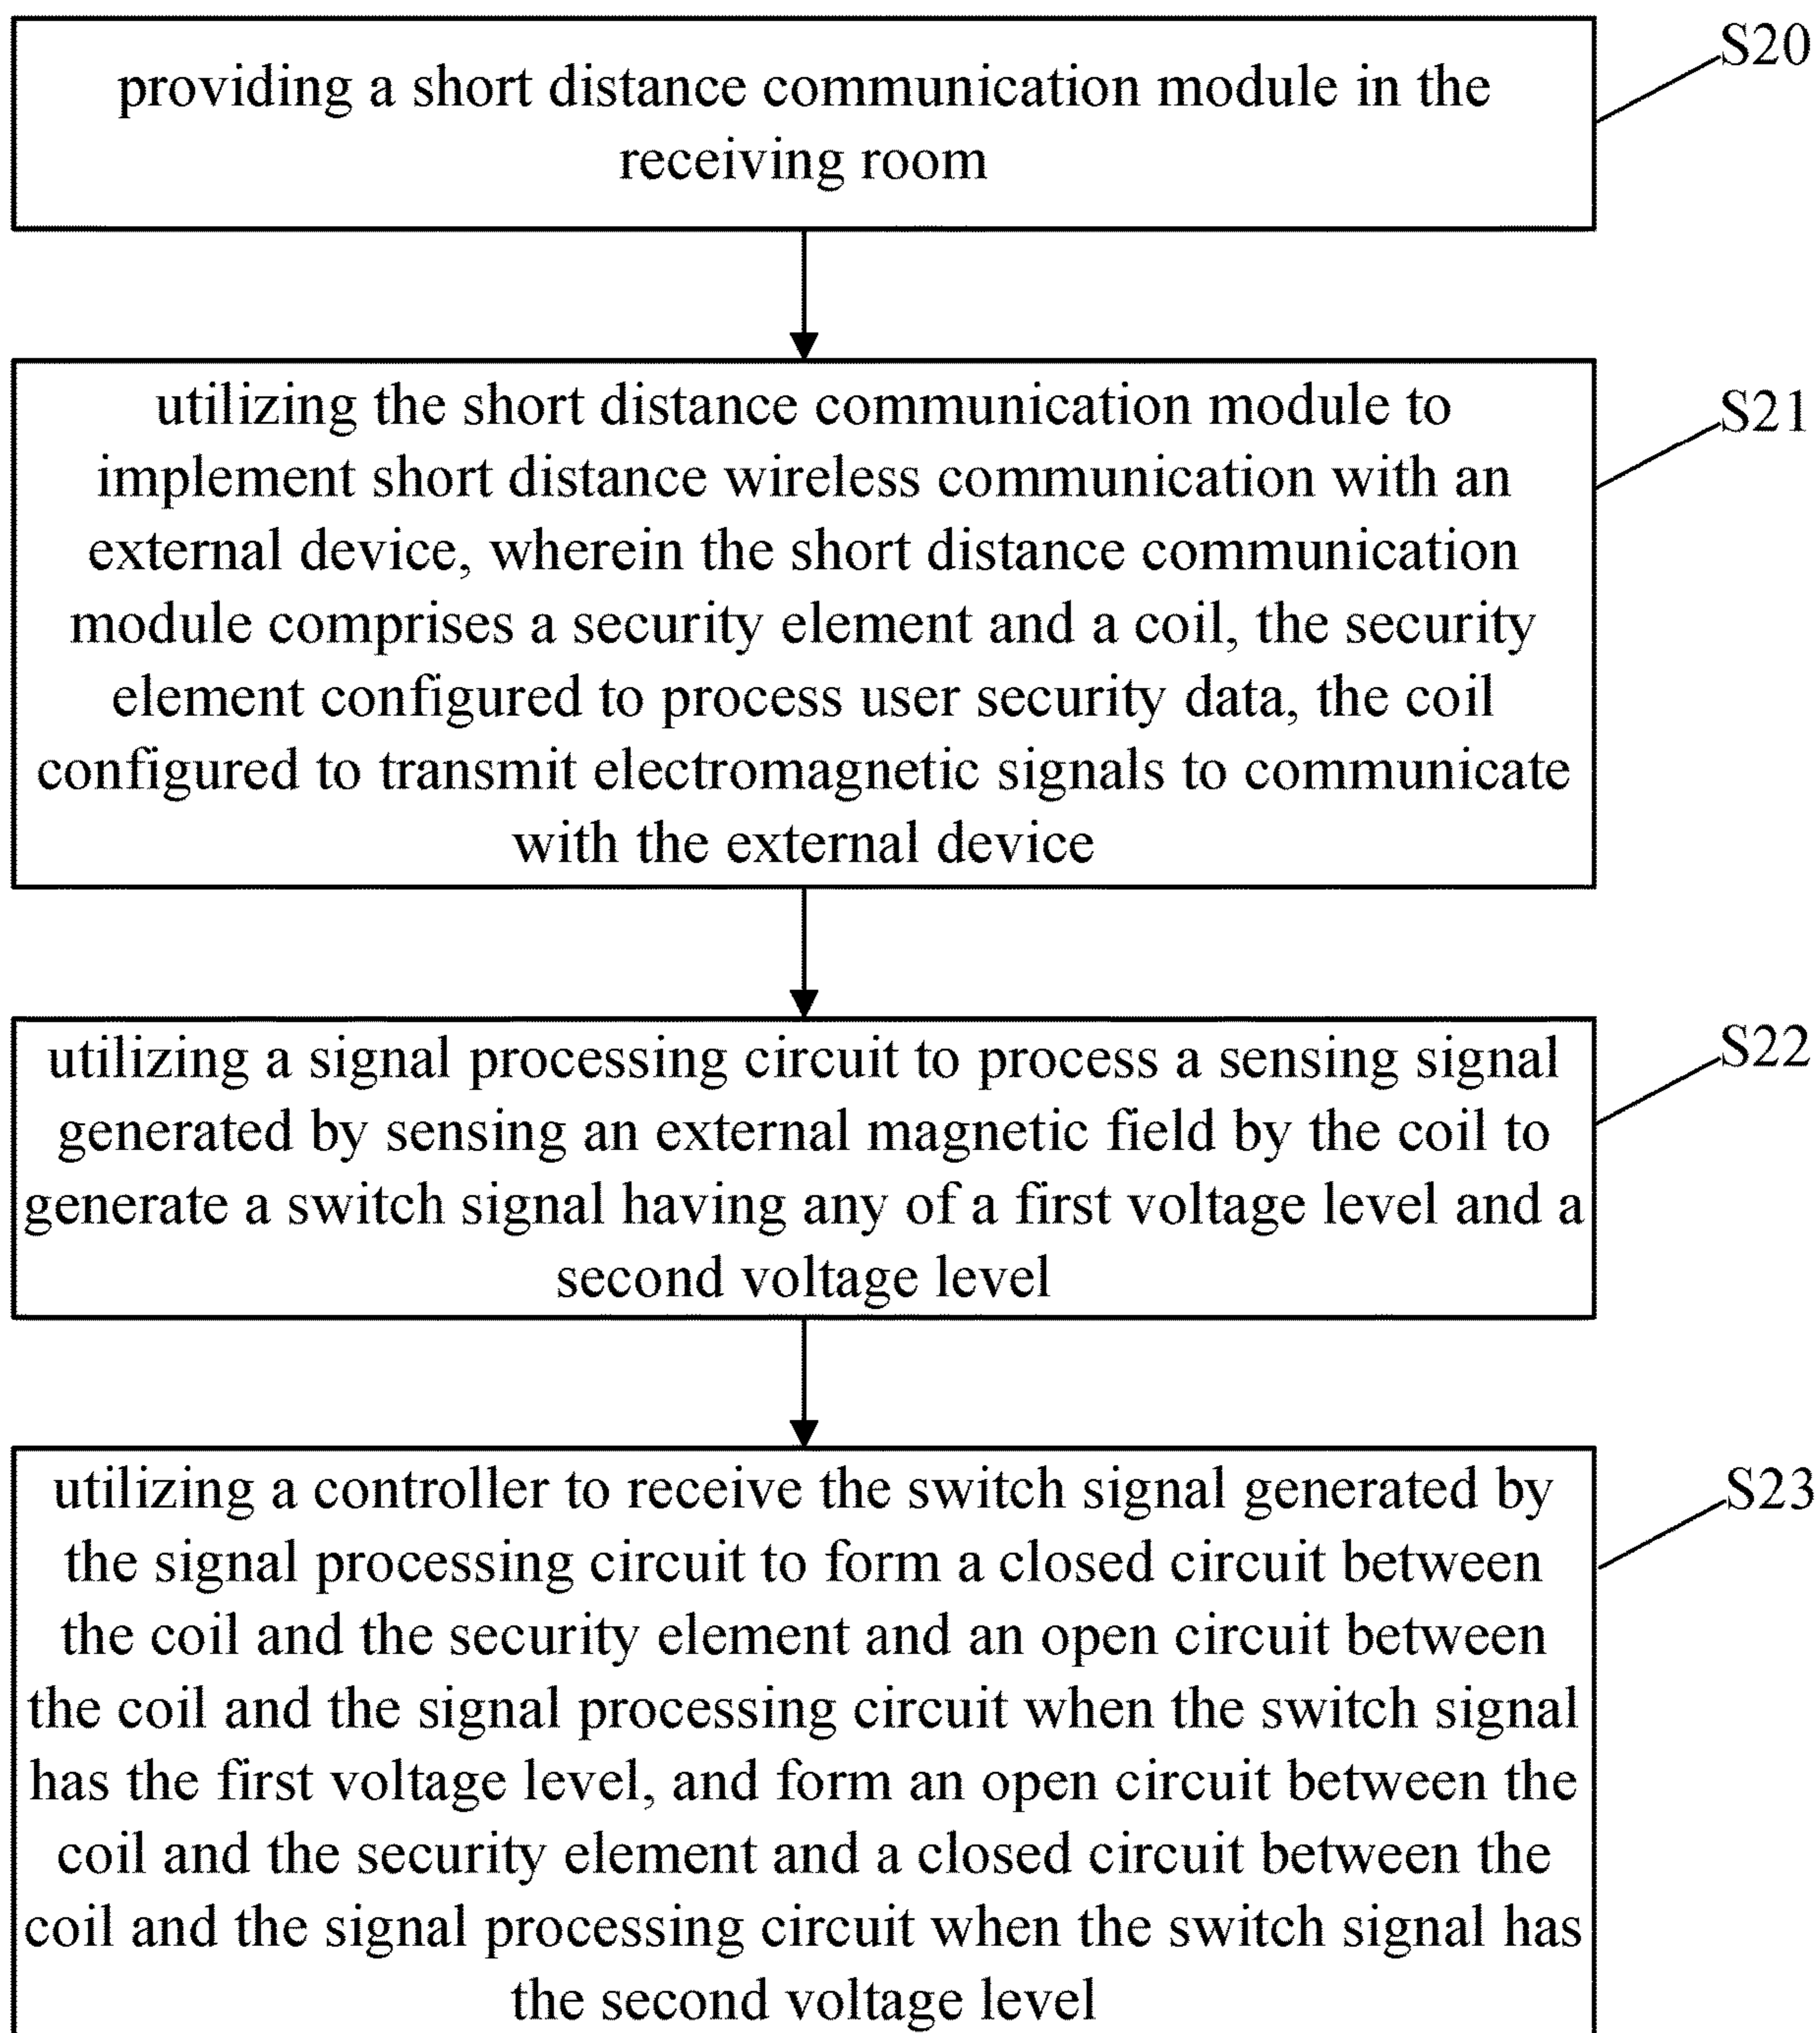 providing a short distance communication module in the
receiving room
S20
utilizing the short distance communication module to
implement short distance wireless communication with an
external device, wherein the short distance communication
module comprises a security element and a coil, the security
element configured to process user security data, the coil
configured to transmit electromagnetic signals to communicate
with the external device
S21
utilizing a signal processing circuit to process a sensing signal
generated by sensing an external magnetic field by the coil to
generate a switch signal having any of a first voltage level and a
second voltage level
S22
utilizing a controller to receive the switch signal generated by
the signal processing circuit to form a closed circuit between
the coil and the security element and an open circuit between
the coil and the signal processing circuit when the switch signal
has the first voltage level, and form an open circuit between the
coil and the security element and a closed circuit between the
coil and the signal processing circuit when the switch signal has
the second voltage level
S23